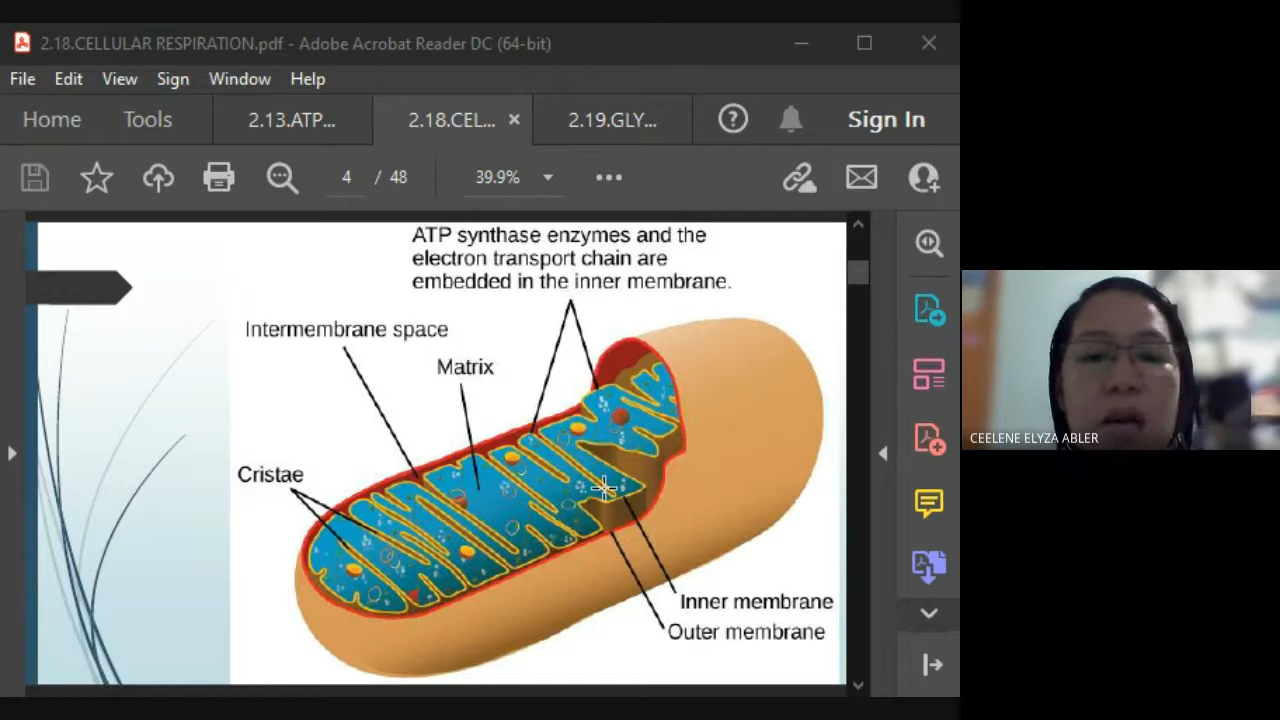 2.18.CELLULAR RESPIRATION.pdf - Adobe Acrobat Reader DC (64-bit)
File Edit View Sign Window Help
Home Tools 2.13.ATP... 2.18.CEL... 2.19.GLY... Sign In
4 / 48 39.9%
ATP synthase enzymes and the
electron transport chain are
embedded in the inner membrane.
Intermembrane space
Matrix
Cristae
Inner membrane
Outer membrane
CEELENE ELYZA ABLER